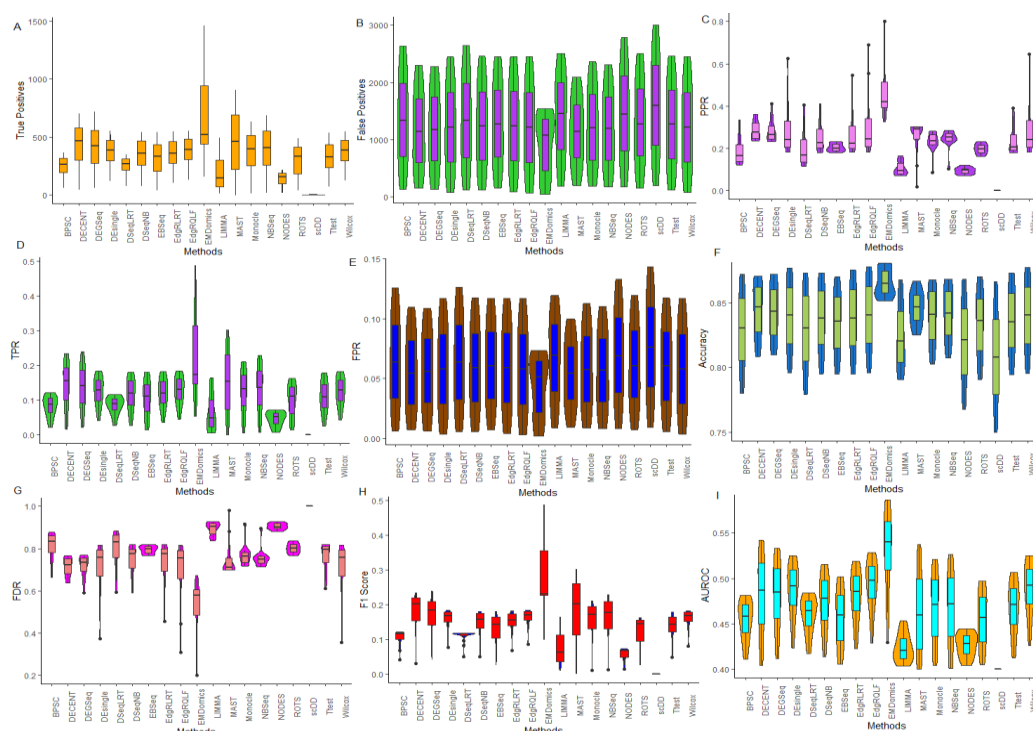 A
True Positives
1500
1000
500
0
BPSC DECENT DEGSeq DEsingle DSeqLRT DSeqNB EBSeq EdgRLRT EdgRQLF EMDomics LIMMA MAST Monocle NBSeq NODES ROTS scDD Ttest Wilcox
Methods
B
False Positives
3000
2000
1000
0
BPSC DECENT DEGSeq DEsingle DSeqLRT DSeqNB EBSeq EdgRLRT EdgRQLF EMDomics LIMMA MAST Monocle NBSeq NODES ROTS scDD Ttest Wilcox
Methods
C
PPR
0.8
0.6
0.4
0.2
0.0
BPSC DECENT DEGSeq DEsingle DSeqLRT DSeqNB EBSeq EdgRLRT EdgRQLF EMDomics LIMMA MAST Monocle NBSeq NODES ROTS scDD Ttest Wilcox
Methods
D
TPR
0.5
0.4
0.3
0.2
0.1
0.0
BPSC DECENT DEGSeq DEsingle DSeqLRT DSeqNB EBSeq EdgRLRT EdgRQLF EMDomics LIMMA MAST Monocle NBSeq NODES ROTS scDD Ttest Wilcox
Methods
E
FPR
0.15
0.10
0.05
0.00
BPSC DECENT DEGSeq DEsingle DSeqLRT DSeqNB EBSeq EdgRLRT EdgRQLF EMDomics LIMMA MAST Monocle NBSeq NODES ROTS scDD Ttest Wilcox
Methods
F
Accuracy
0.85
0.80
0.75
BPSC DECENT DEGSeq DEsingle DSeqLRT DSeqNB EBSeq EdgRLRT EdgRQLF EMDomics LIMMA MAST Monocle NBSeq NODES ROTS scDD Ttest Wilcox
Methods
G
FDR
1.0
0.8
0.6
0.4
0.2
BPSC DECENT DEGSeq DEsingle DSeqLRT DSeqNB EBSeq EdgRLRT EdgRQLF EMDomics LIMMA MAST Monocle NBSeq NODES ROTS scDD Ttest Wilcox
Methods
H
F1 Score
0.5
0.4
0.3
0.2
0.1
0.0
BPSC DECENT DEGSeq DEsingle DSeqLRT DSeqNB EBSeq EdgRLRT EdgRQLF EMDomics LIMMA MAST Monocle NBSeq NODES ROTS scDD Ttest Wilcox
Methods
I
AUROC
0.55
0.50
0.45
0.40
BPSC DECENT DEGSeq DEsingle DSeqLRT DSeqNB EBSeq EdgRLRT EdgRQLF EMDomics LIMMA MAST Monocle NBSeq NODES ROTS scDD Ttest Wilcox
Methods